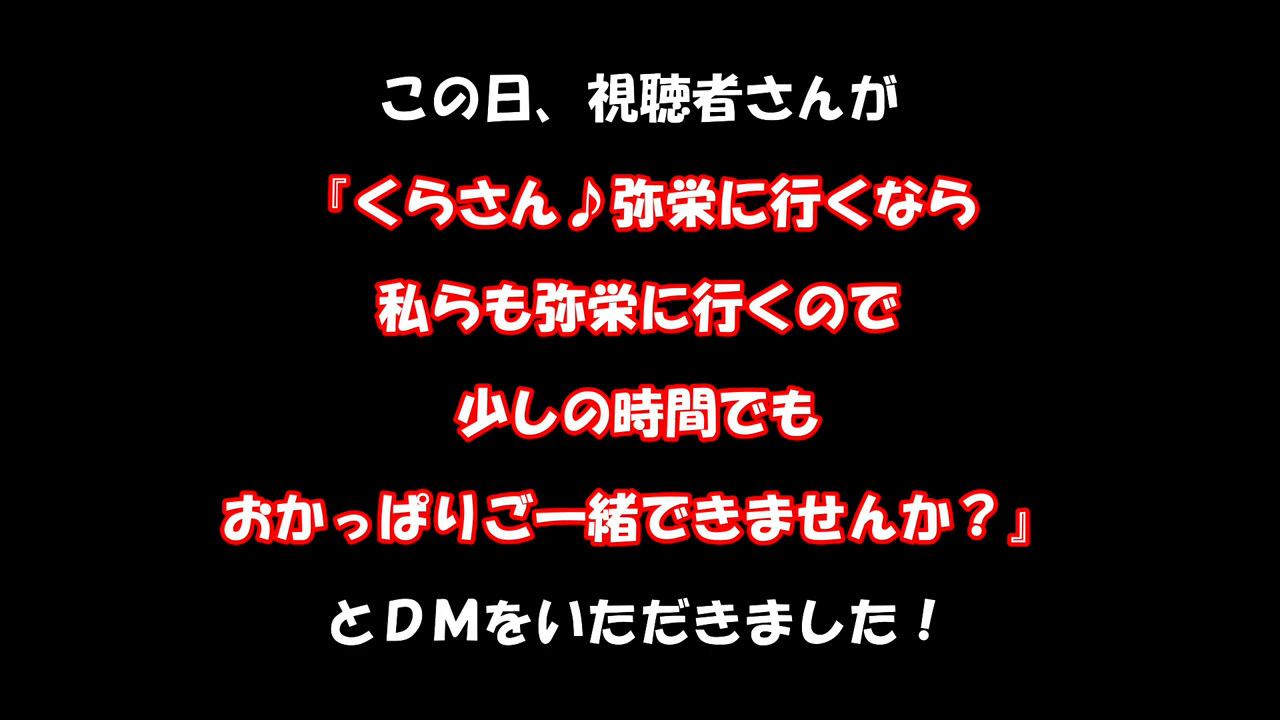 この日、視聴者さんが
『くらさん♪弥栄に行くなら
私らも弥栄に行くので
少しの時間でも
おかっぱりご一緒できませんか？』
とＤＭをいただきました！